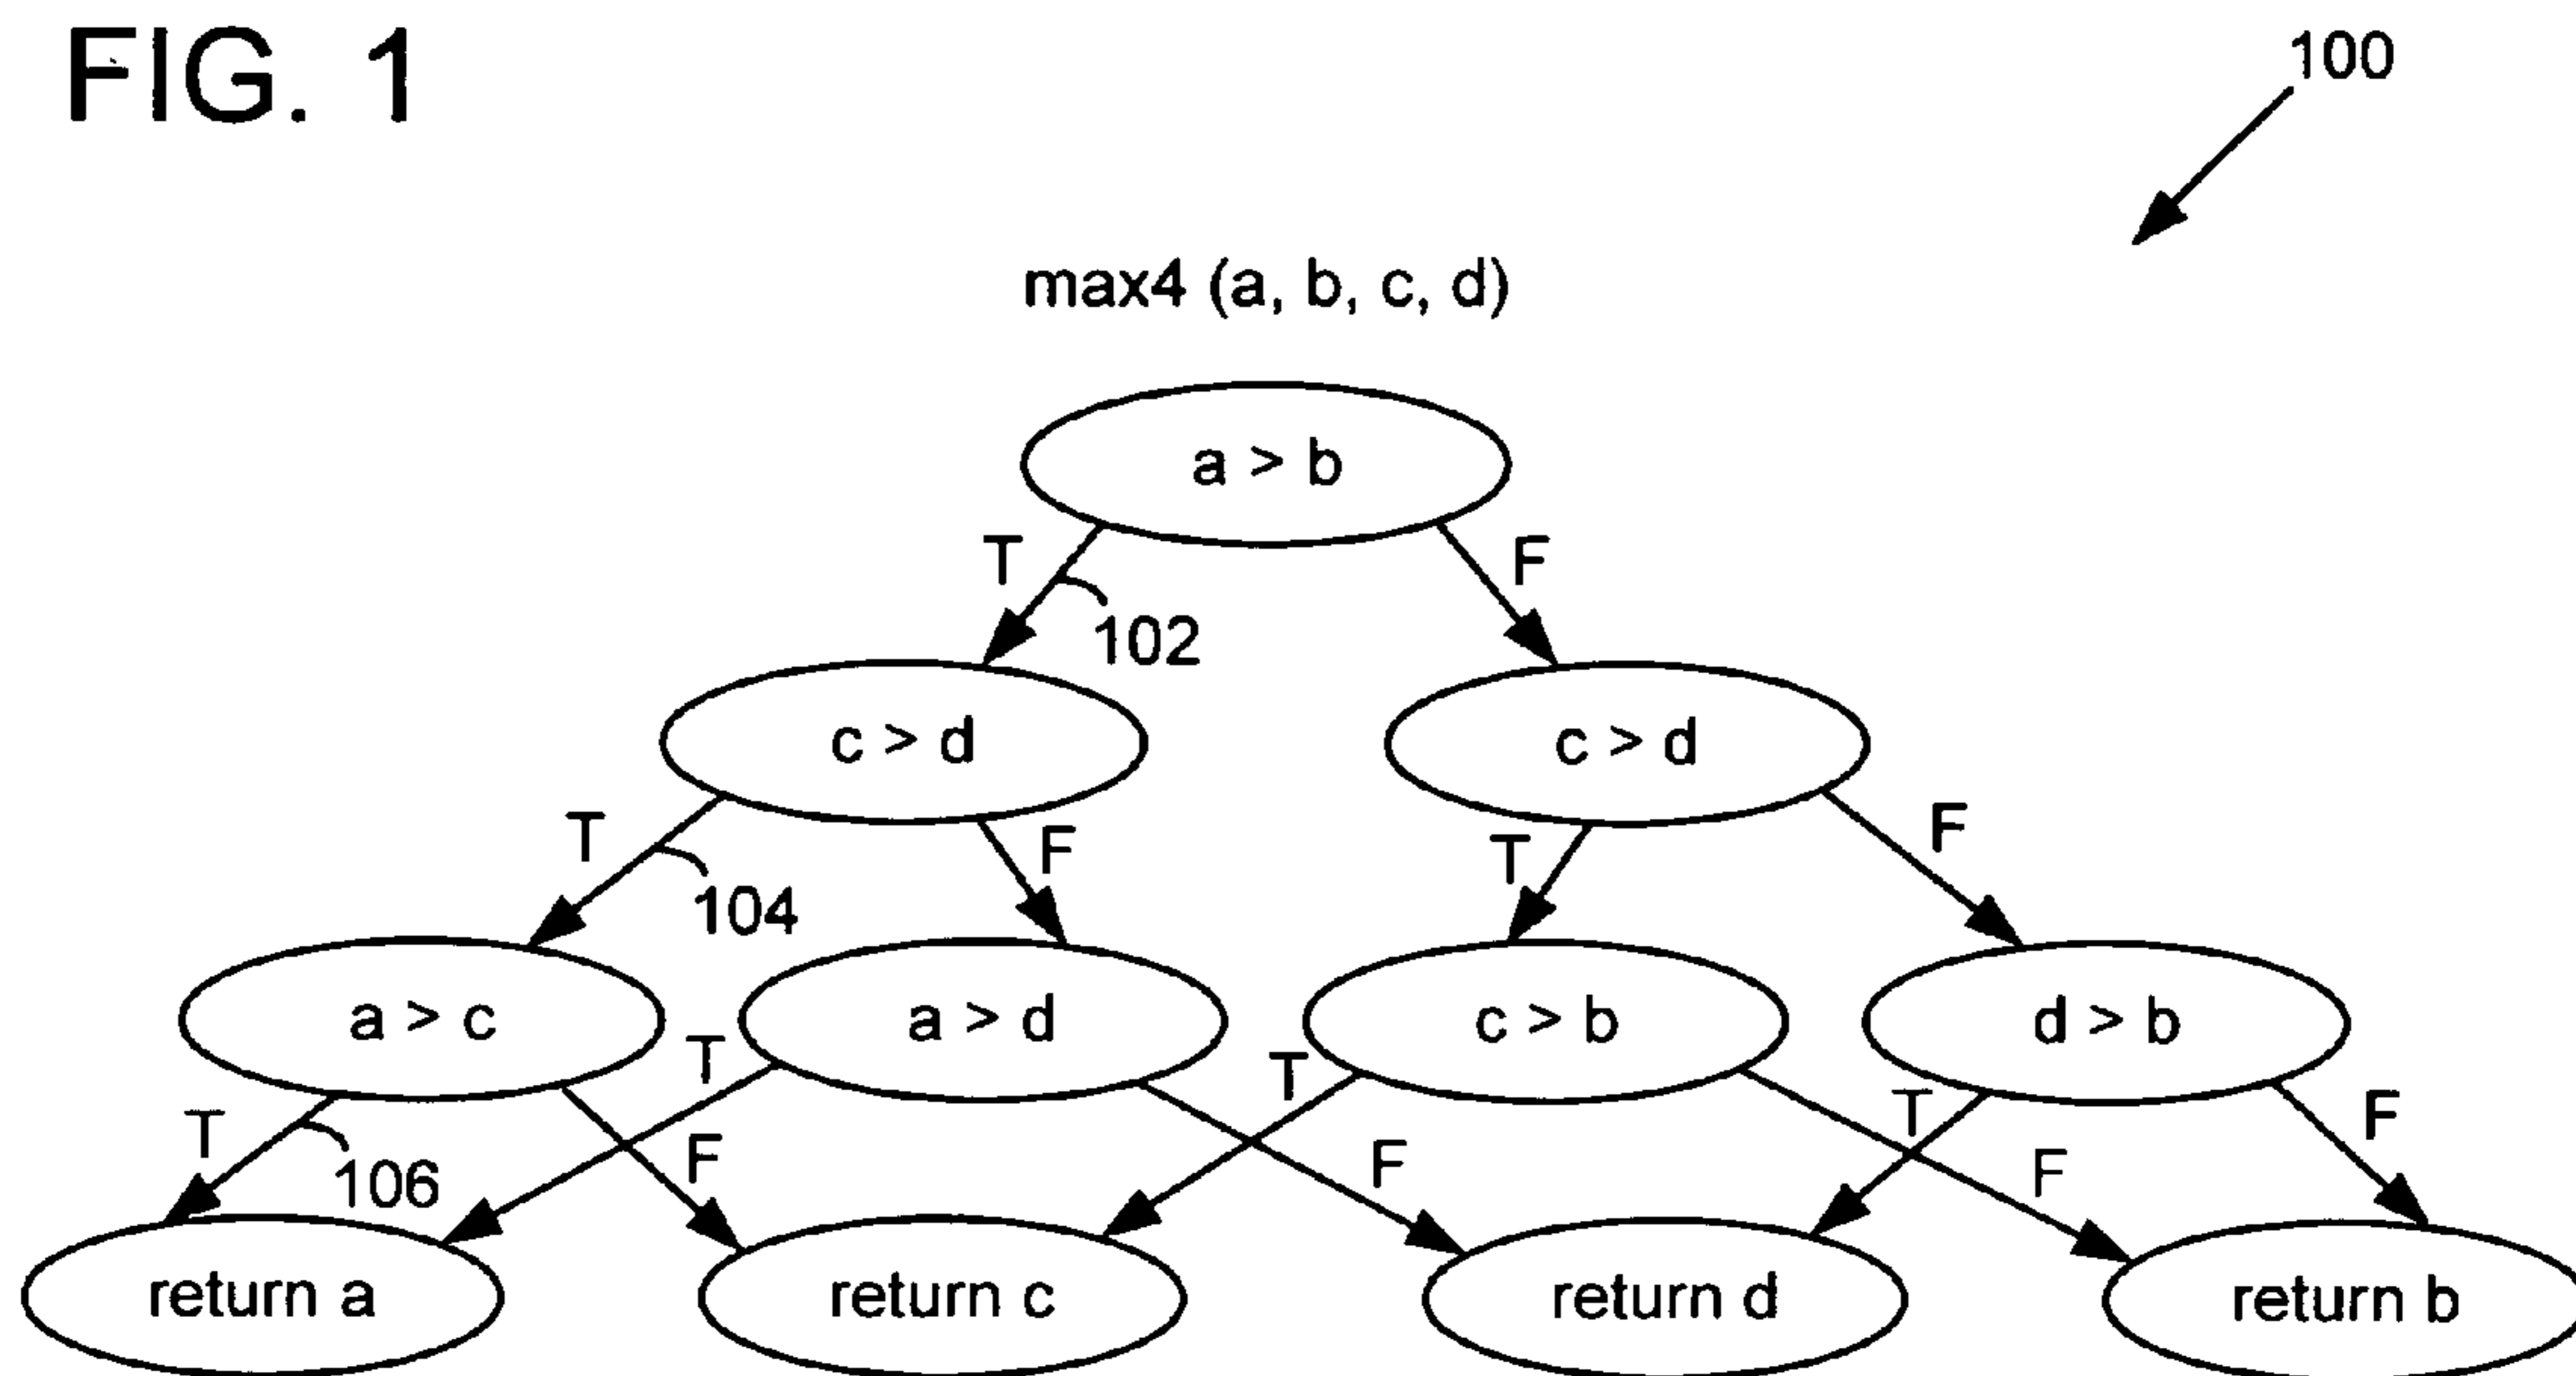 FIG. 1
100
max4 (a, b, c, d)
a > b
T
F
102
c > d
c > d
T
104
F
T
F
a > c
a > d
c > b
d > b
T
106
F
T
F
T
F
T
F
return a
return c
return d
return b